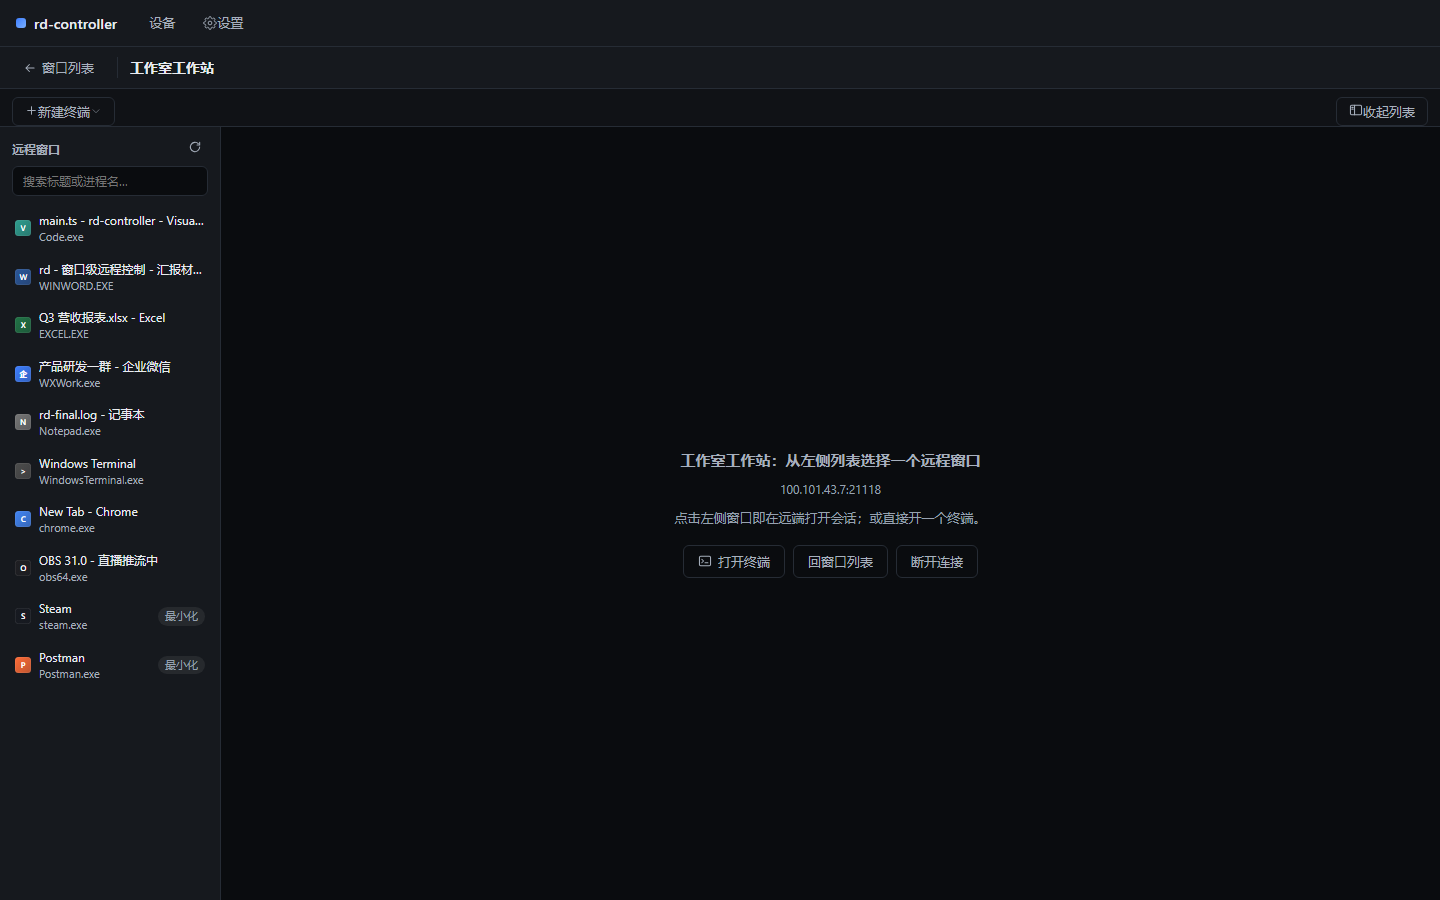 rd-controller 设备 设置
← 窗口列表 工作室工作站
+新建终端 收起列表
远程窗口
搜索标题或进程名...
V main.ts - rd-controller - Visua...
Code.exe
W rd - 窗口级远程控制 - 汇报材...
WINWORD.EXE
X Q3 营收报表.xlsx - Excel
EXCEL.EXE
企 产品研发一群 - 企业微信
WXWork.exe
N rd-final.log - 记事本
Notepad.exe
> Windows Terminal
WindowsTerminal.exe
C New Tab - Chrome
chrome.exe
O OBS 31.0 - 直播推流中
obs64.exe
S Steam 最小化
steam.exe
P Postman 最小化
Postman.exe
工作室工作站：从左侧列表选择一个远程窗口
100.101.43.7:21118
点击左侧窗口即在远端打开会话；或直接开一个终端。
打开终端 回窗口列表 断开连接